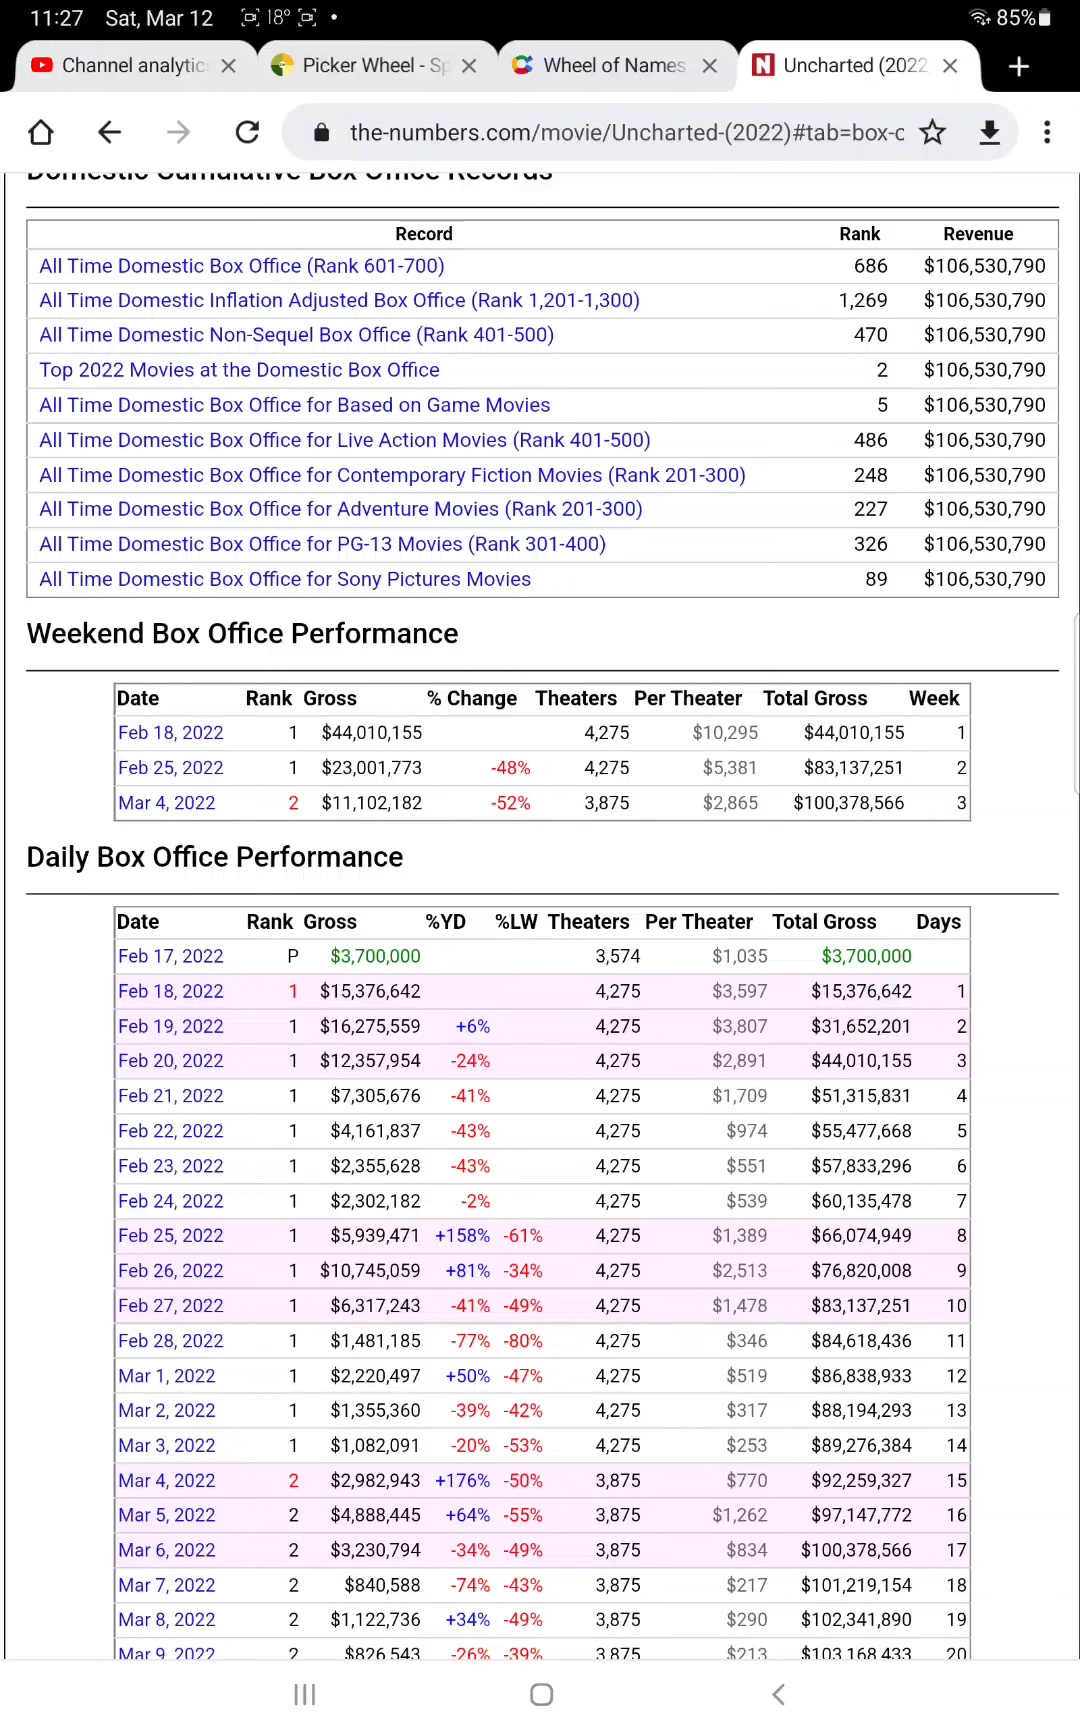 11:27 Sat, Mar 12 18° • 85%
Channel analytic × Picker Wheel - Sp × Wheel of Names × Uncharted (2022 × +
the-numbers.com/movie/Uncharted-(2022)#tab=box-o
Domestic Cumulative Box Office Records
Record Rank Revenue
All Time Domestic Box Office (Rank 601-700) 686 $106,530,790
All Time Domestic Inflation Adjusted Box Office (Rank 1,201-1,300) 1,269 $106,530,790
All Time Domestic Non-Sequel Box Office (Rank 401-500) 470 $106,530,790
Top 2022 Movies at the Domestic Box Office 2 $106,530,790
All Time Domestic Box Office for Based on Game Movies 5 $106,530,790
All Time Domestic Box Office for Live Action Movies (Rank 401-500) 486 $106,530,790
All Time Domestic Box Office for Contemporary Fiction Movies (Rank 201-300) 248 $106,530,790
All Time Domestic Box Office for Adventure Movies (Rank 201-300) 227 $106,530,790
All Time Domestic Box Office for PG-13 Movies (Rank 301-400) 326 $106,530,790
All Time Domestic Box Office for Sony Pictures Movies 89 $106,530,790
Weekend Box Office Performance
Date Rank Gross % Change Theaters Per Theater Total Gross Week
Feb 18, 2022 1 $44,010,155 4,275 $10,295 $44,010,155 1
Feb 25, 2022 1 $23,001,773 -48% 4,275 $5,381 $83,137,251 2
Mar 4, 2022 2 $11,102,182 -52% 3,875 $2,865 $100,378,566 3
Daily Box Office Performance
Date Rank Gross %YD %LW Theaters Per Theater Total Gross Days
Feb 17, 2022 P $3,700,000 3,574 $1,035 $3,700,000
Feb 18, 2022 1 $15,376,642 4,275 $3,597 $15,376,642 1
Feb 19, 2022 1 $16,275,559 +6% 4,275 $3,807 $31,652,201 2
Feb 20, 2022 1 $12,357,954 -24% 4,275 $2,891 $44,010,155 3
Feb 21, 2022 1 $7,305,676 -41% 4,275 $1,709 $51,315,831 4
Feb 22, 2022 1 $4,161,837 -43% 4,275 $974 $55,477,668 5
Feb 23, 2022 1 $2,355,628 -43% 4,275 $551 $57,833,296 6
Feb 24, 2022 1 $2,302,182 -2% 4,275 $539 $60,135,478 7
Feb 25, 2022 1 $5,939,471 +158% -61% 4,275 $1,389 $66,074,949 8
Feb 26, 2022 1 $10,745,059 +81% -34% 4,275 $2,513 $76,820,008 9
Feb 27, 2022 1 $6,317,243 -41% -49% 4,275 $1,478 $83,137,251 10
Feb 28, 2022 1 $1,481,185 -77% -80% 4,275 $346 $84,618,436 11
Mar 1, 2022 1 $2,220,497 +50% -47% 4,275 $519 $86,838,933 12
Mar 2, 2022 1 $1,355,360 -39% -42% 4,275 $317 $88,194,293 13
Mar 3, 2022 1 $1,082,091 -20% -53% 4,275 $253 $89,276,384 14
Mar 4, 2022 2 $2,982,943 +176% -50% 3,875 $770 $92,259,327 15
Mar 5, 2022 2 $4,888,445 +64% -55% 3,875 $1,262 $97,147,772 16
Mar 6, 2022 2 $3,230,794 -34% -49% 3,875 $834 $100,378,566 17
Mar 7, 2022 2 $840,588 -74% -43% 3,875 $217 $101,219,154 18
Mar 8, 2022 2 $1,122,736 +34% -49% 3,875 $290 $102,341,890 19
Mar 9, 2022 2 $826,543 -26% -39% 3,875 $213 $103,168,433 20